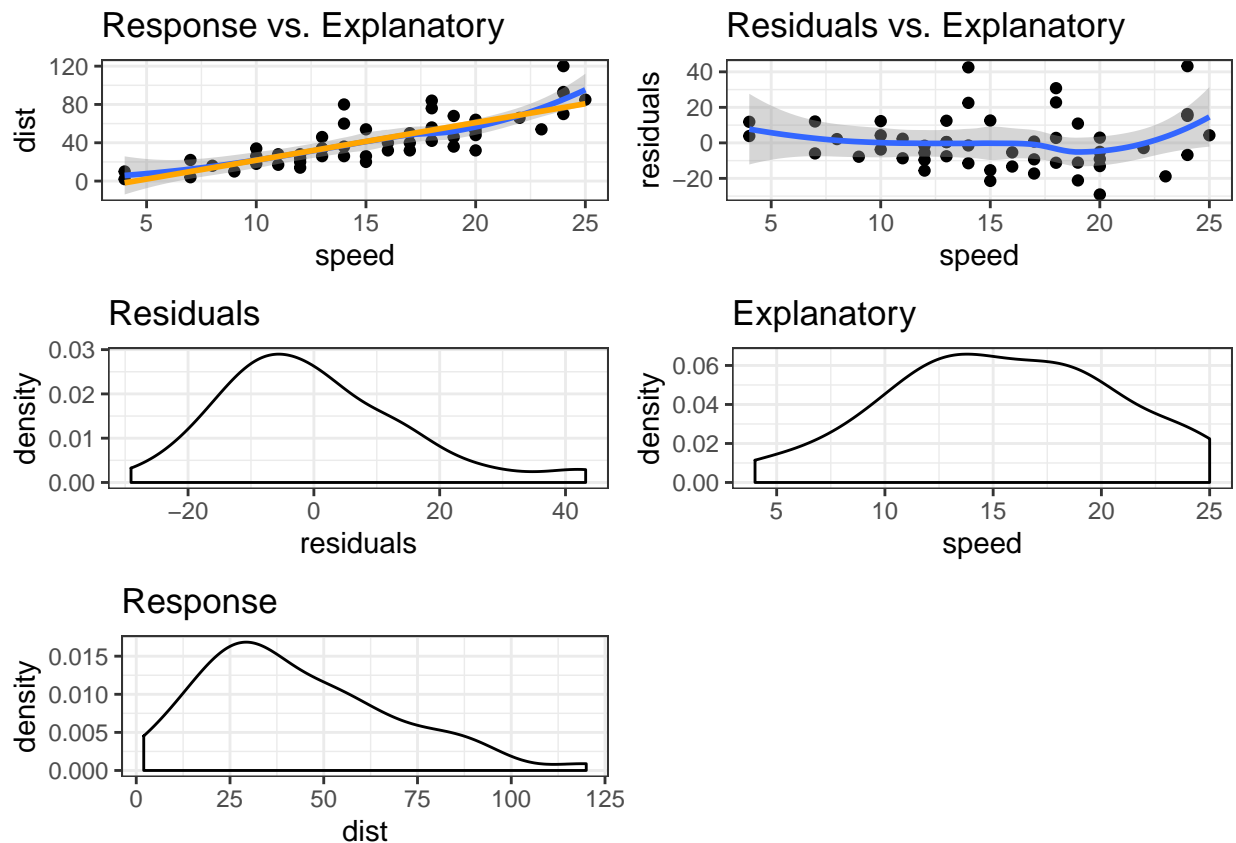 Response vs. Explanatory
120
80
40
0
dist
5 10 15 20 25
speed
Residuals vs. Explanatory
40
20
0
−20
residuals
5 10 15 20 25
speed
Residuals
0.03
0.02
0.01
0.00
density
−20 0 20 40
residuals
Explanatory
0.06
0.04
0.02
0.00
density
5 10 15 20 25
speed
Response
0.015
0.010
0.005
0.000
density
0 25 50 75 100 125
dist